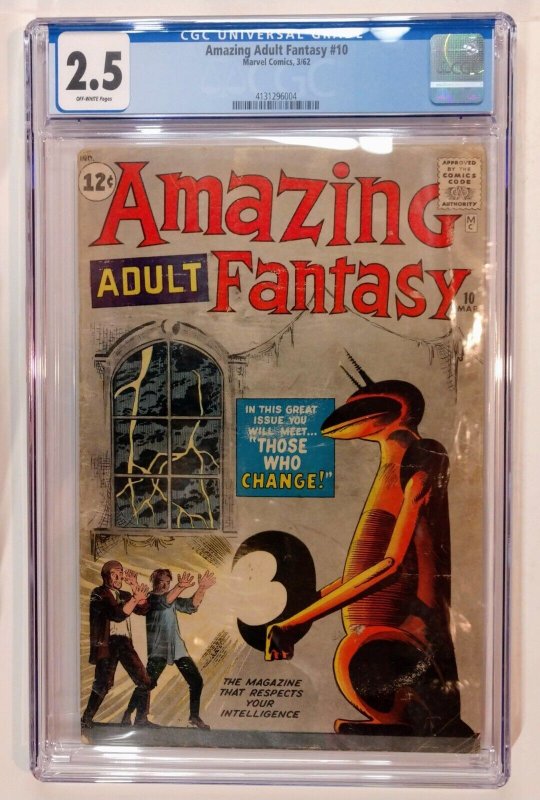 CGC UNIVERSAL GRADE
2.5
OFF-WHITE Pages
Amazing Adult Fantasy #10
Marvel Comics, 3/62
4131296004
IND.
12¢
APPROVED
BY THE
COMICS
CODE
AUTHORITY
MC
Amazing
ADULT Fantasy
10
MAR
IN THIS GREAT
ISSUE YOU
WILL MEET...
"THOSE
WHO
CHANGE!"
THE MAGAZINE
THAT RESPECTS
YOUR
INTELLIGENCE